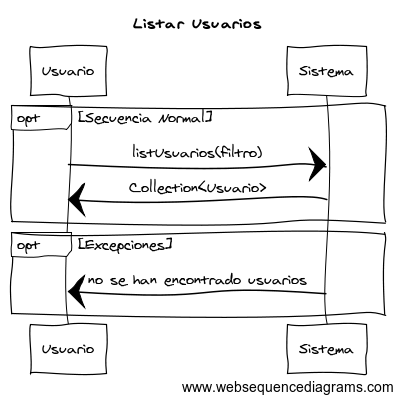 Listar Usuarios
Usuario
Sistema
opt
[Secuencia Normal]
listUsuarios(filtro)
Collection<Usuario>
opt
[Excepciones]
no se han encontrado usuarios
Usuario
Sistema
www.websequencediagrams.com